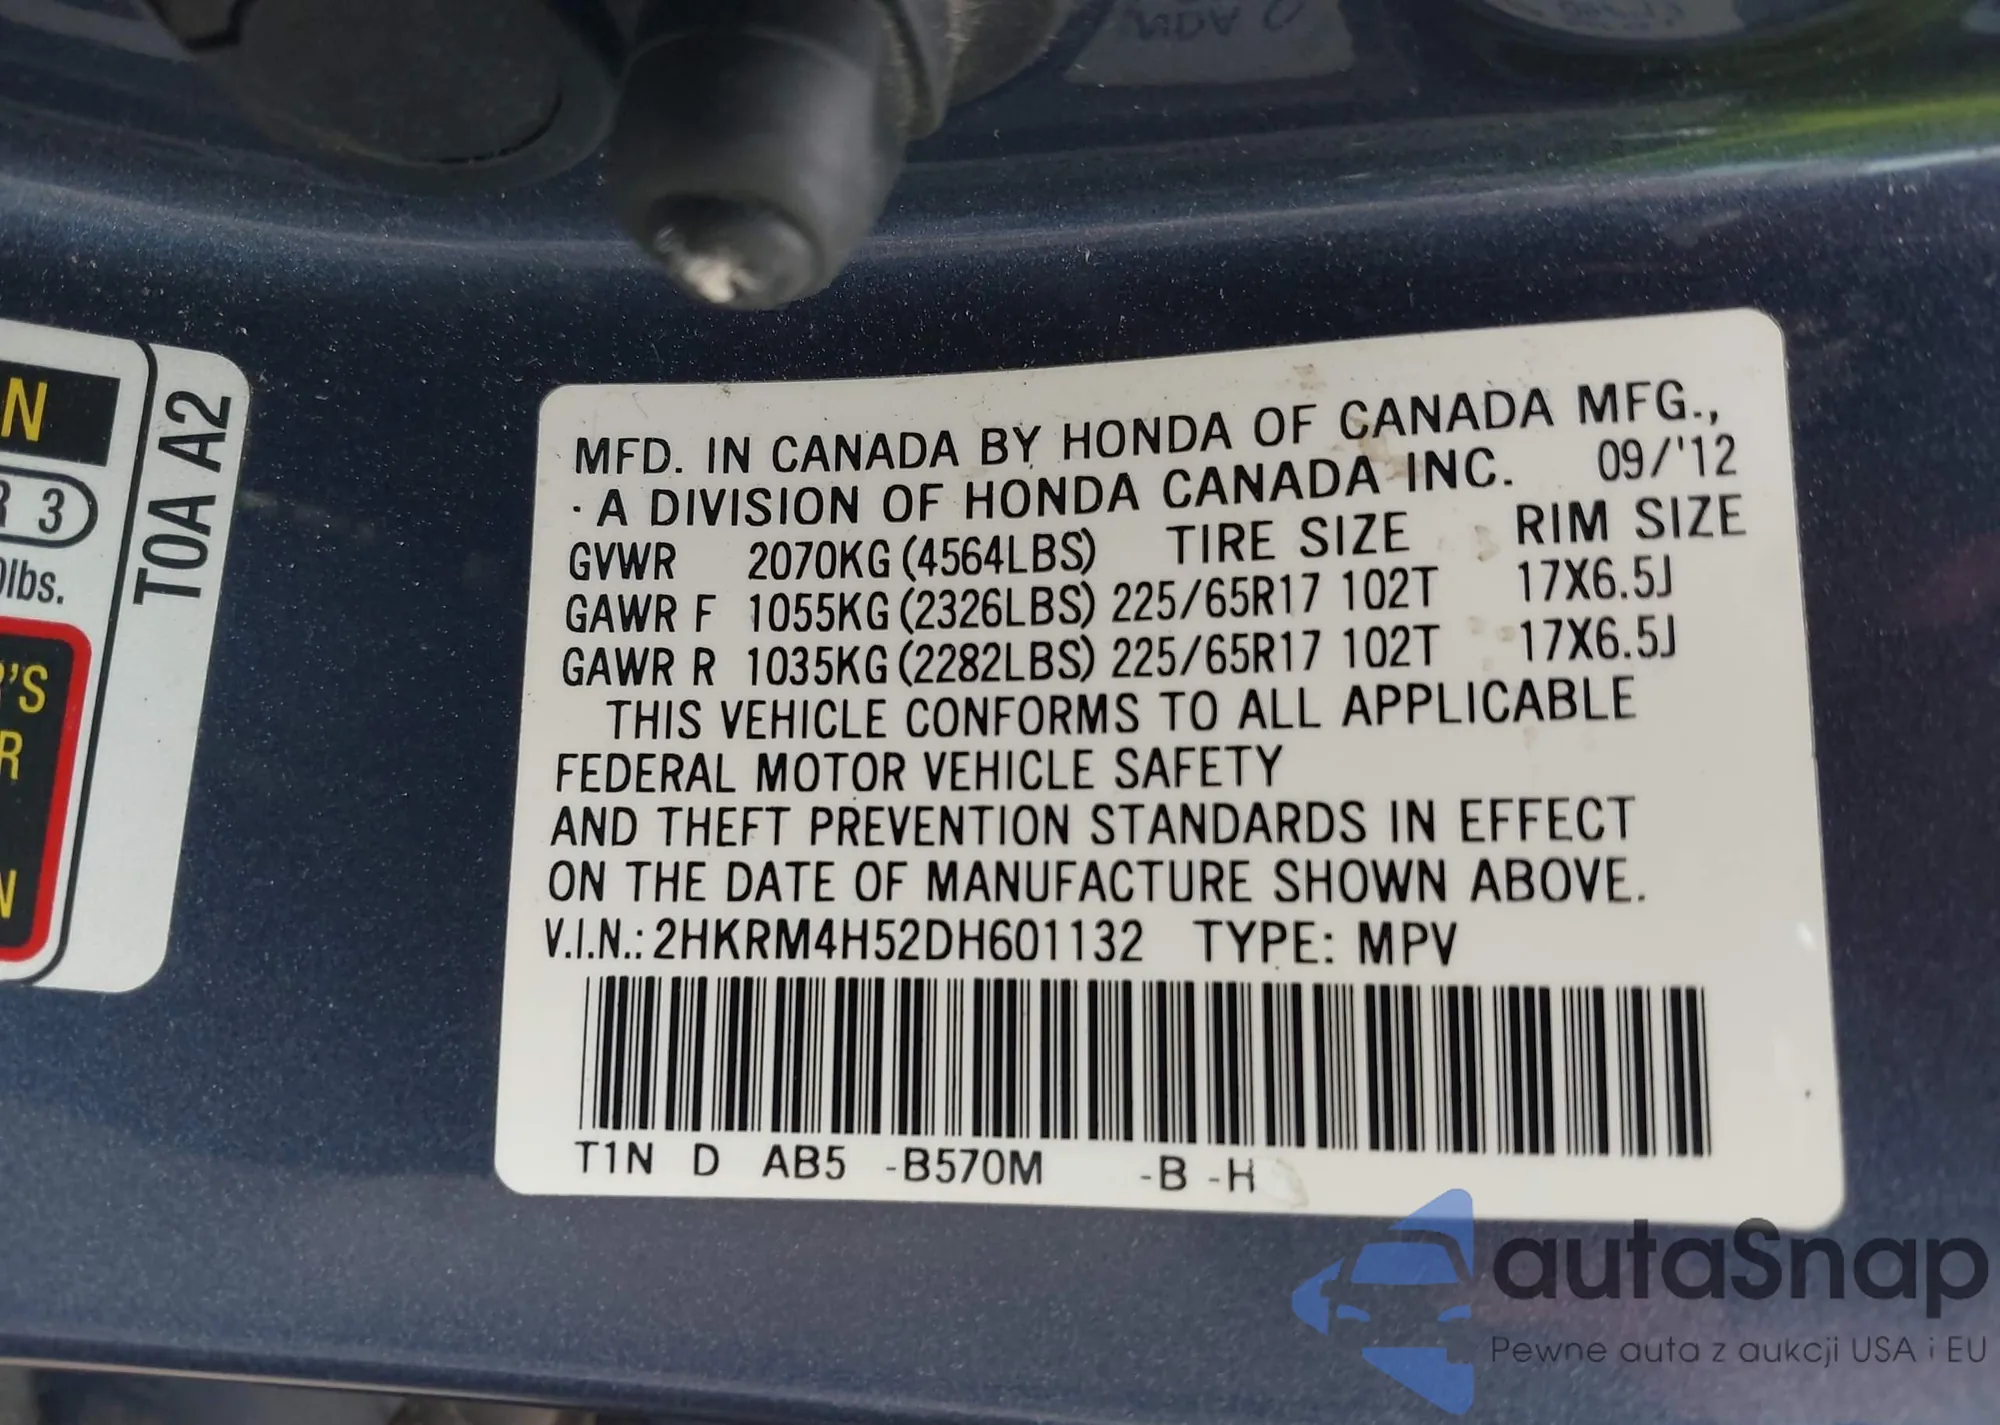 MFD. IN CANADA BY HONDA OF CANADA MFG.,
· A DIVISION OF HONDA CANADA INC. 09/'12
GVWR 2070KG (4564LBS) TIRE SIZE RIM SIZE
GAWR F 1055KG (2326LBS) 225/65R17 102T 17X6.5J
GAWR R 1035KG (2282LBS) 225/65R17 102T 17X6.5J
THIS VEHICLE CONFORMS TO ALL APPLICABLE
FEDERAL MOTOR VEHICLE SAFETY
AND THEFT PREVENTION STANDARDS IN EFFECT
ON THE DATE OF MANUFACTURE SHOWN ABOVE.
V.I.N.: 2HKRM4H52DH601132 TYPE: MPV
T1N D AB5 -B570M -B -H
T0A A2
N
R 3
lbs.
'S
R
N
autaSnap
Pewne auta z aukcji USA i EU